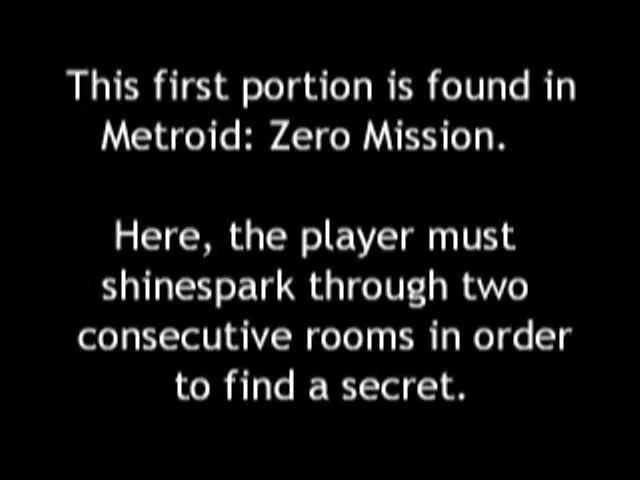 This first portion is found in
Metroid: Zero Mission.
Here, the player must
shinespark through two
consecutive rooms in order
to find a secret.